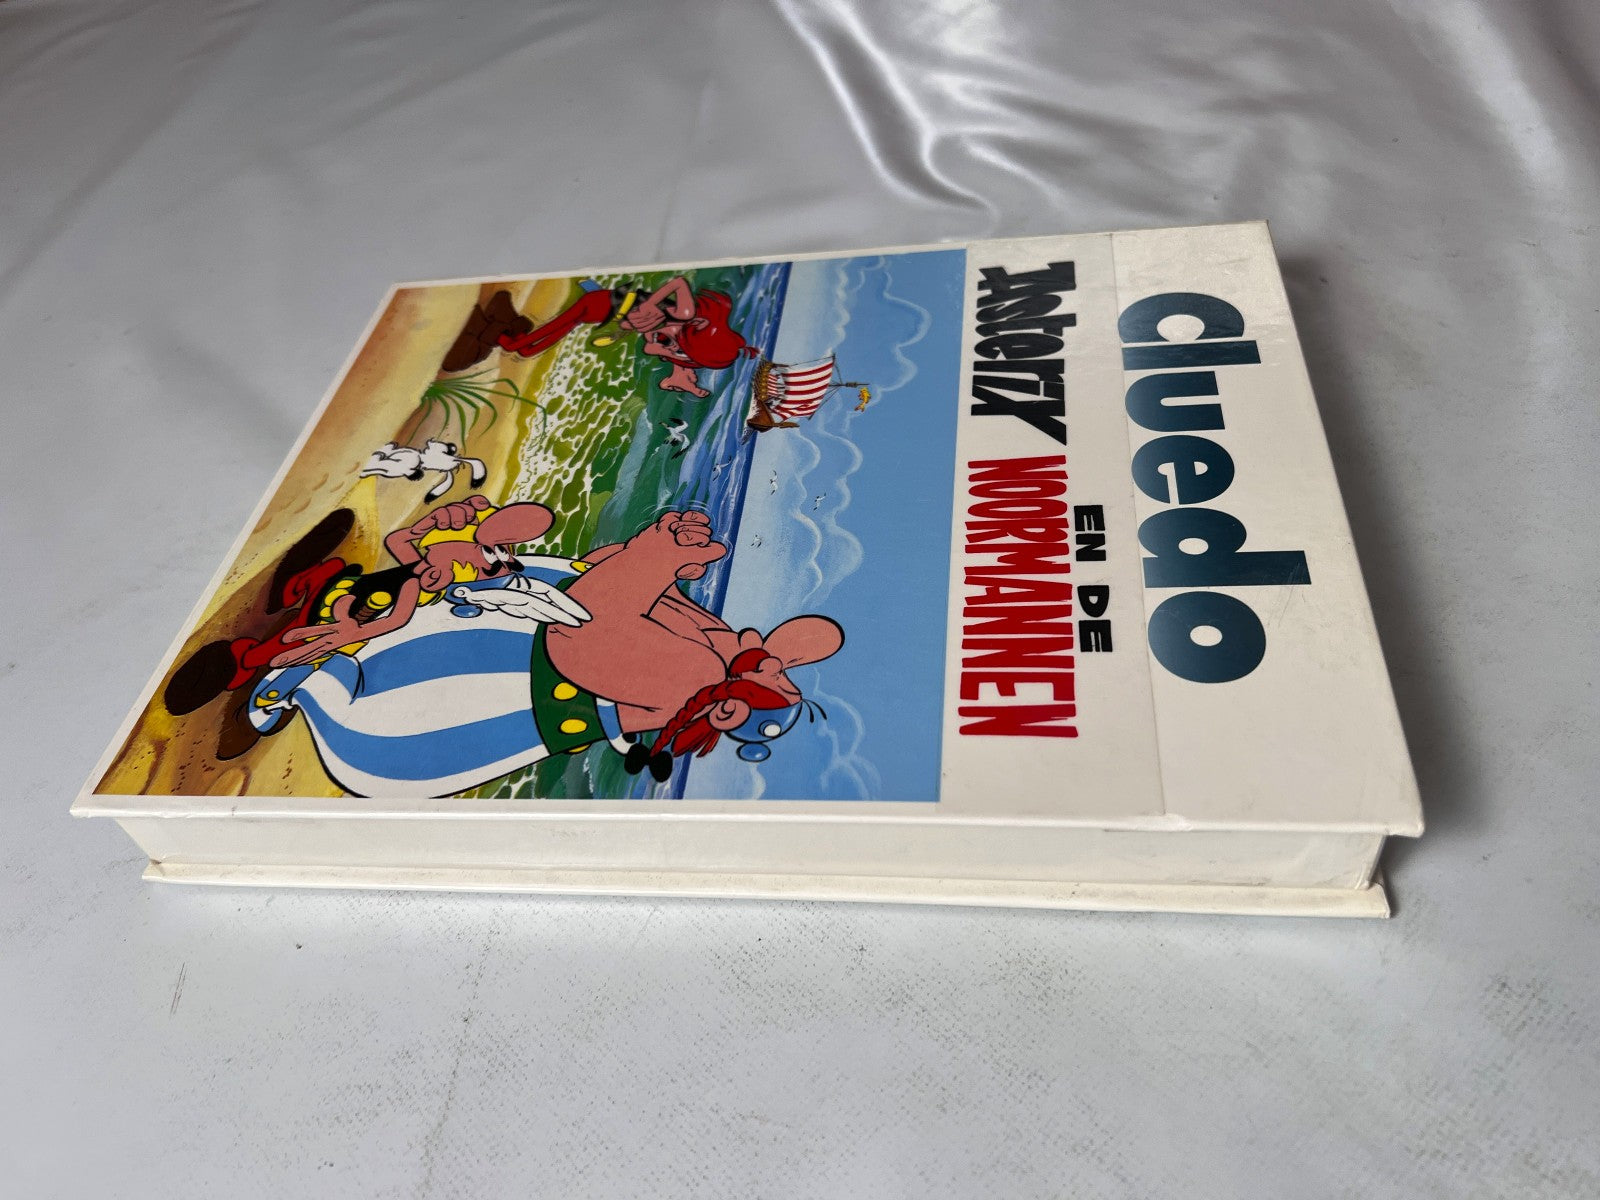 cluedo
ASterix
EN DE
NOORMANNEN